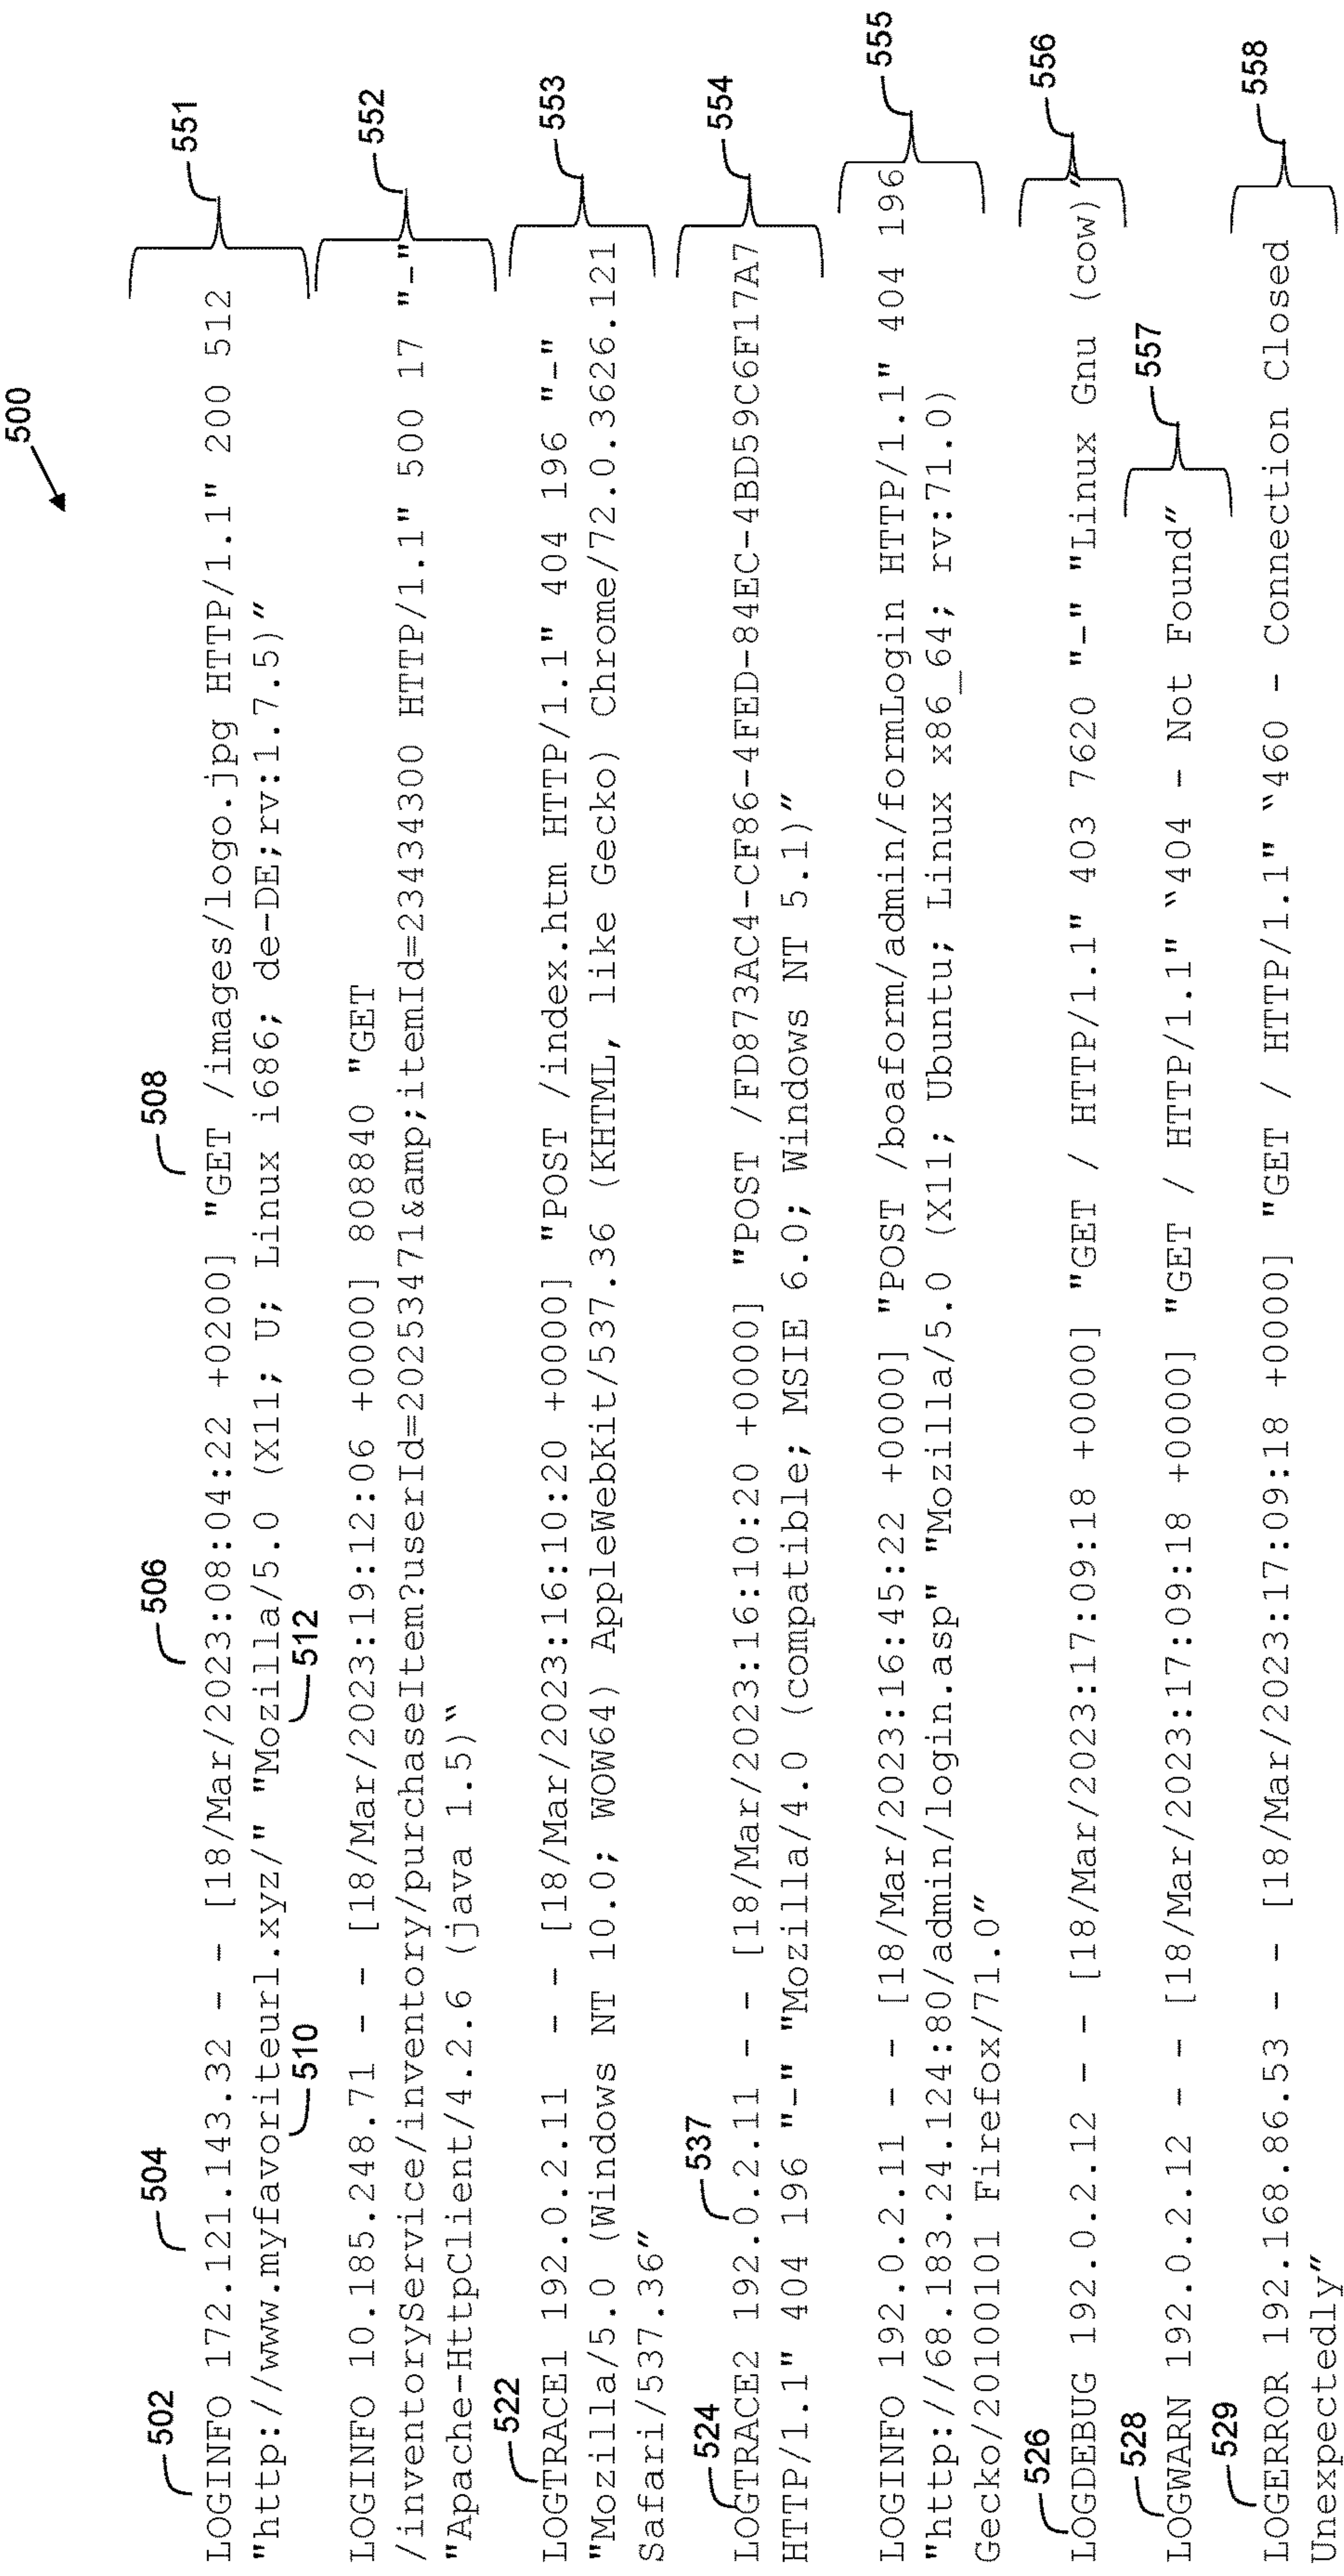 500
502 504 506 508
LOGINFO 172.121.143.32 - - [18/Mar/2023:08:04:22 +0200] "GET /images/logo.jpg HTTP/1.1" 200 512 551
"http://www.myfavoriteurl.xyz/" "Mozilla/5.0 (X11; U; Linux i686; de-DE;rv:1.7.5)”
510 512
LOGINFO 10.185.248.71 - - [18/Mar/2023:19:12:06 +0000] 808840 "GET 552
/inventoryService/inventory/purchaseItem?userId=20253471&amp;itemId=23434300 HTTP/1.1" 500 17 "-"
"Apache-HttpClient/4.2.6 (java 1.5)“
522
LOGTRACE1 192.0.2.11 - - [18/Mar/2023:16:10:20 +0000] "POST /index.htm HTTP/1.1" 404 196 "-" 553
"Mozilla/5.0 (Windows NT 10.0; WOW64) AppleWebKit/537.36 (KHTML, like Gecko) Chrome/72.0.3626.121
Safari/537.36”
524 537
LOGTRACE2 192.0.2.11 - - [18/Mar/2023:16:10:20 +0000] "POST /FD873AC4-CF86-4FED-84EC-4BD59C6F17A7 554
HTTP/1.1" 404 196 "-" "Mozilla/4.0 (compatible; MSIE 6.0; Windows NT 5.1)”
LOGINFO 192.0.2.11 - - [18/Mar/2023:16:45:22 +0000] "POST /boaform/admin/formLogin HTTP/1.1" 404 196 555
"http://68.183.24.124:80/admin/login.asp" "Mozilla/5.0 (X11; Ubuntu; Linux x86_64; rv:71.0)
Gecko/20100101 Firefox/71.0”
526
LOGDEBUG 192.0.2.12 - - [18/Mar/2023:17:09:18 +0000] "GET / HTTP/1.1" 403 7620 "-" "Linux Gnu (cow)” 556
528
LOGWARN 192.0.2.12 - - [18/Mar/2023:17:09:18 +0000] "GET / HTTP/1.1" “404 - Not Found” 557
529
LOGERROR 192.168.86.53 - - [18/Mar/2023:17:09:18 +0000] "GET / HTTP/1.1" “460 - Connection Closed 558
Unexpectedly”